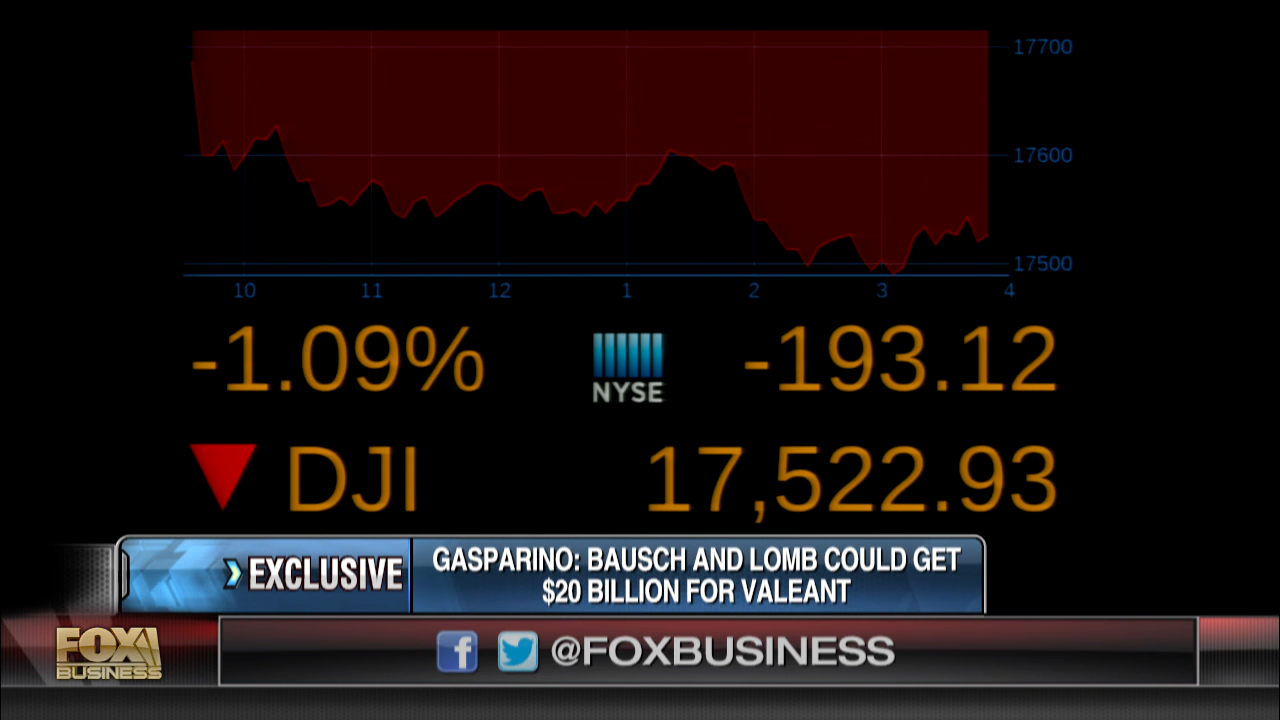 17700
17600
17500
10 11 12 1 2 3 4
-1.09% NYSE -193.12
DJI 17,522.93
EXCLUSIVE
GASPARINO: BAUSCH AND LOMB COULD GET
$20 BILLION FOR VALEANT
FOX
BUSINESS
f @FOXBUSINESS